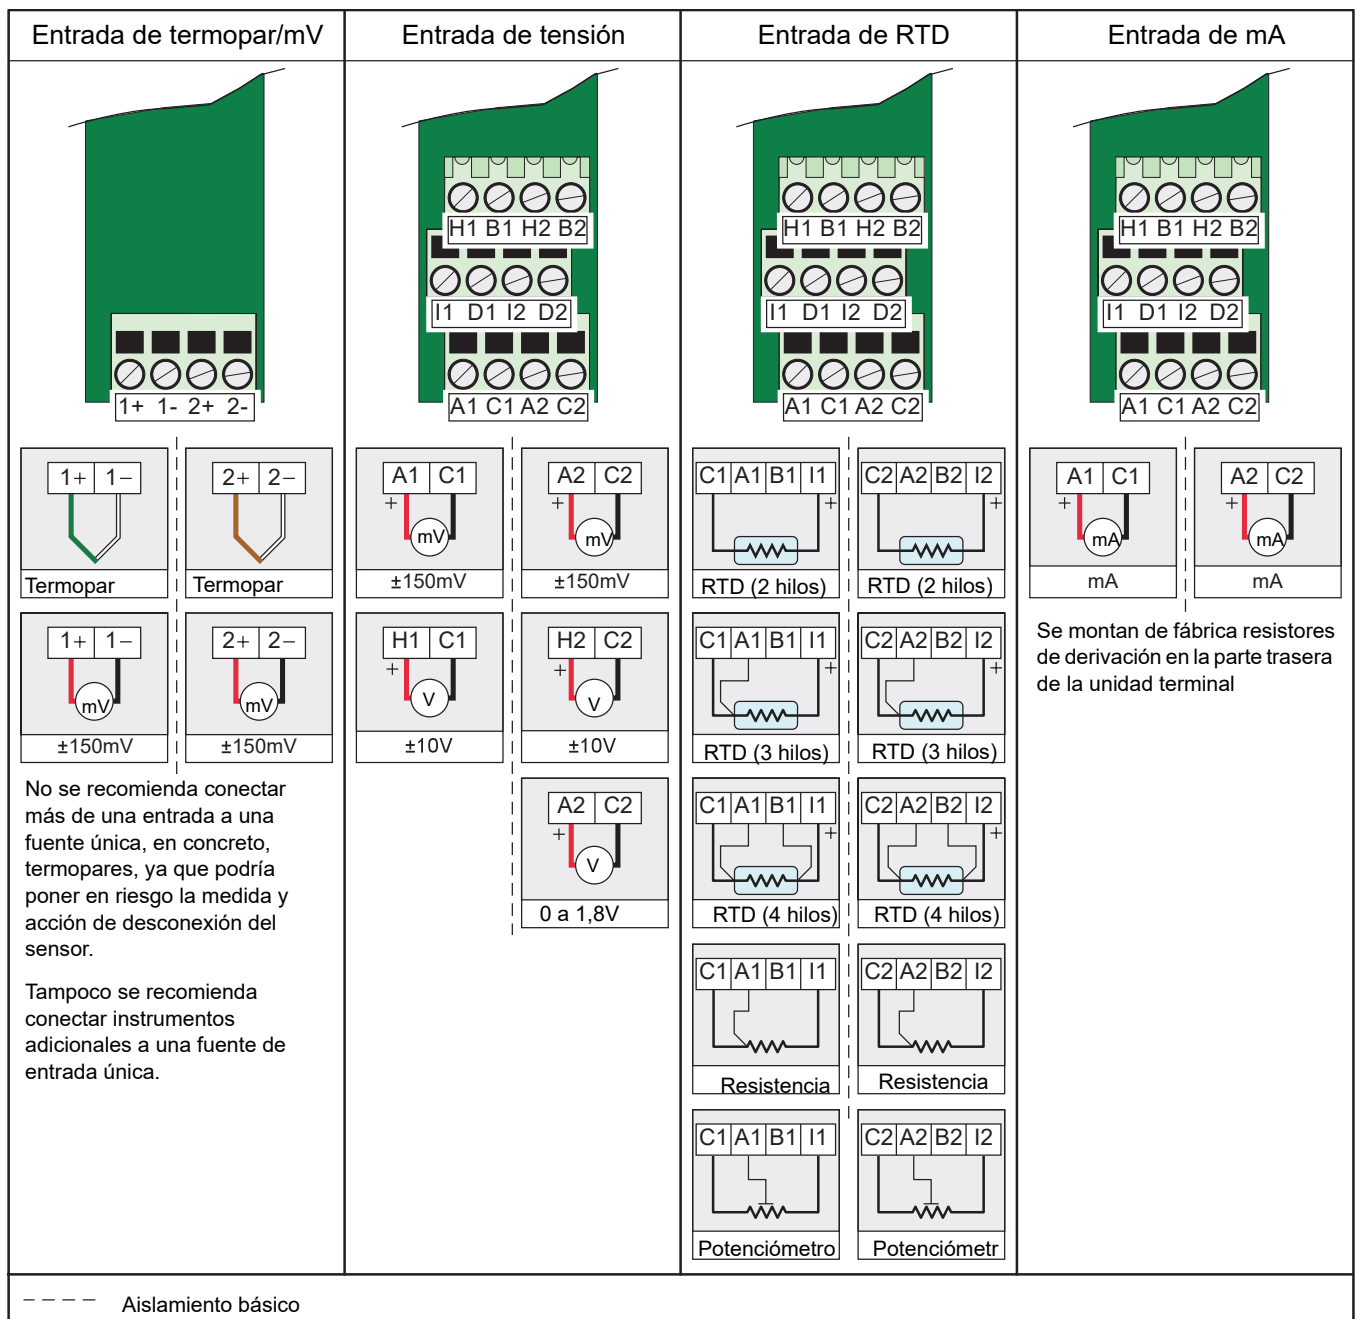 Entrada de termopar/mV
Entrada de tensión
Entrada de RTD
Entrada de mA
1+ 1- 2+ 2-
H1 B1 H2 B2
I1 D1 I2 D2
A1 C1 A2 C2
H1 B1 H2 B2
I1 D1 I2 D2
A1 C1 A2 C2
H1 B1 H2 B2
I1 D1 I2 D2
A1 C1 A2 C2
1+ 1−
Termopar
2+ 2−
Termopar
1+ 1−
mV
±150mV
2+ 2−
mV
±150mV
No se recomienda conectar
más de una entrada a una
fuente única, en concreto,
termopares, ya que podría
poner en riesgo la medida y
acción de desconexión del
sensor.
Tampoco se recomienda
conectar instrumentos
adicionales a una fuente de
entrada única.
A1 C1
+
mV
±150mV
A2 C2
+
mV
±150mV
H1 C1
+
V
±10V
H2 C2
+
V
±10V
A2 C2
+
V
0 a 1,8V
C1 A1 B1 I1
+
RTD (2 hilos)
C2 A2 B2 I2
+
RTD (2 hilos)
C1 A1 B1 I1
+
RTD (3 hilos)
C2 A2 B2 I2
+
RTD (3 hilos)
C1 A1 B1 I1
+
RTD (4 hilos)
C2 A2 B2 I2
+
RTD (4 hilos)
C1 A1 B1 I1
Resistencia
C2 A2 B2 I2
Resistencia
C1 A1 B1 I1
Potenciómetro
C2 A2 B2 I2
Potenciómetr
A1 C1
+
mA
mA
A2 C2
+
mA
mA
Se montan de fábrica resistores
de derivación en la parte trasera
de la unidad terminal
Aislamiento básico